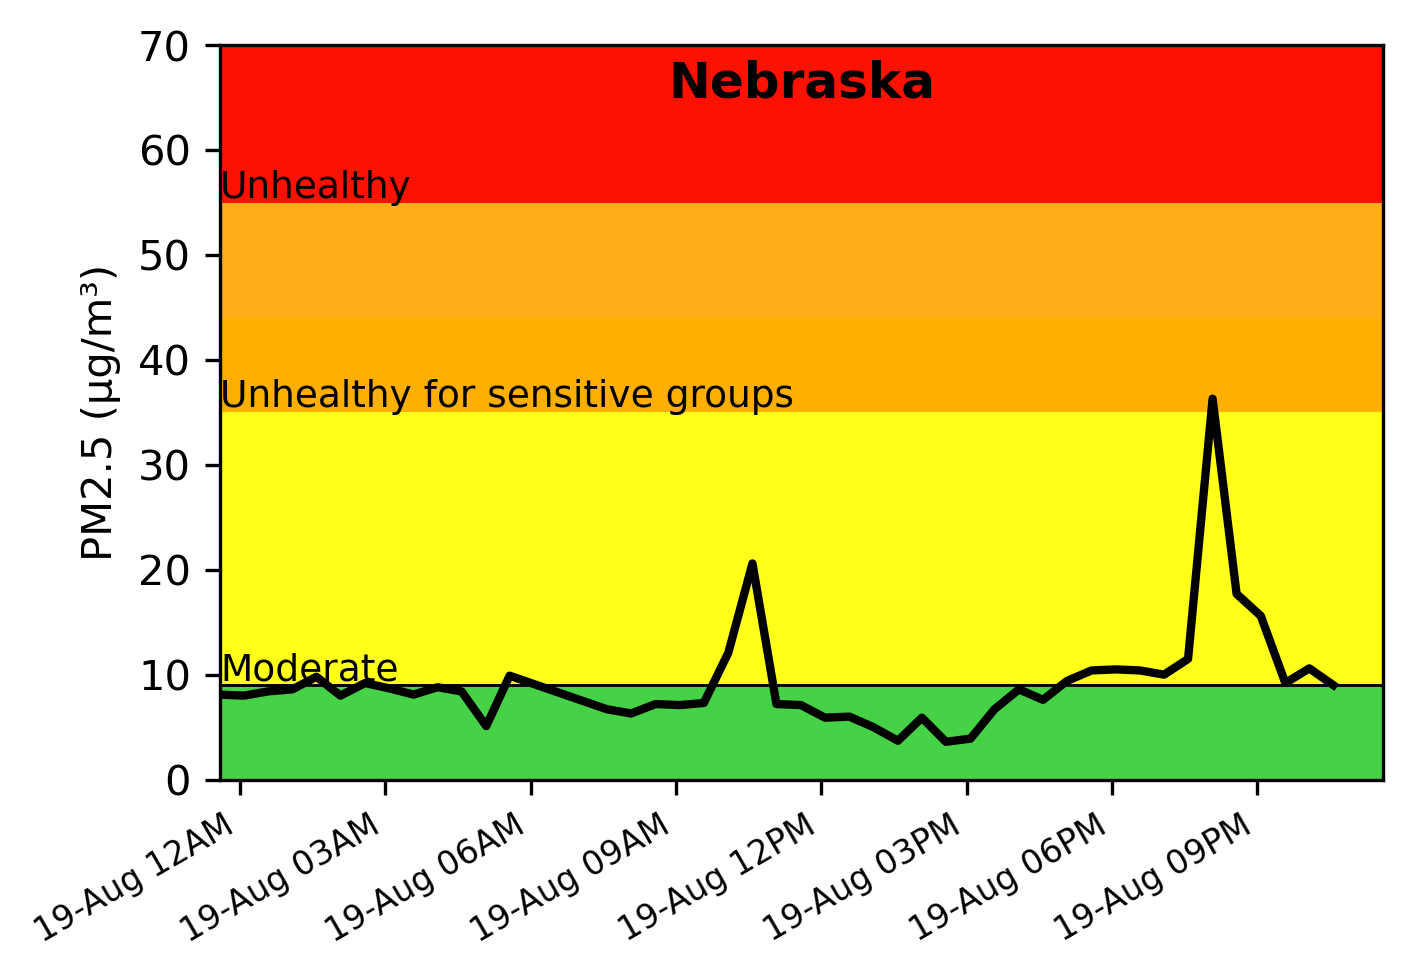 Nebraska
PM2.5 (µg/m³)
70
60
50
40
30
20
10
0
Unhealthy
Unhealthy for sensitive groups
Moderate
19-Aug 12AM
19-Aug 03AM
19-Aug 06AM
19-Aug 09AM
19-Aug 12PM
19-Aug 03PM
19-Aug 06PM
19-Aug 09PM